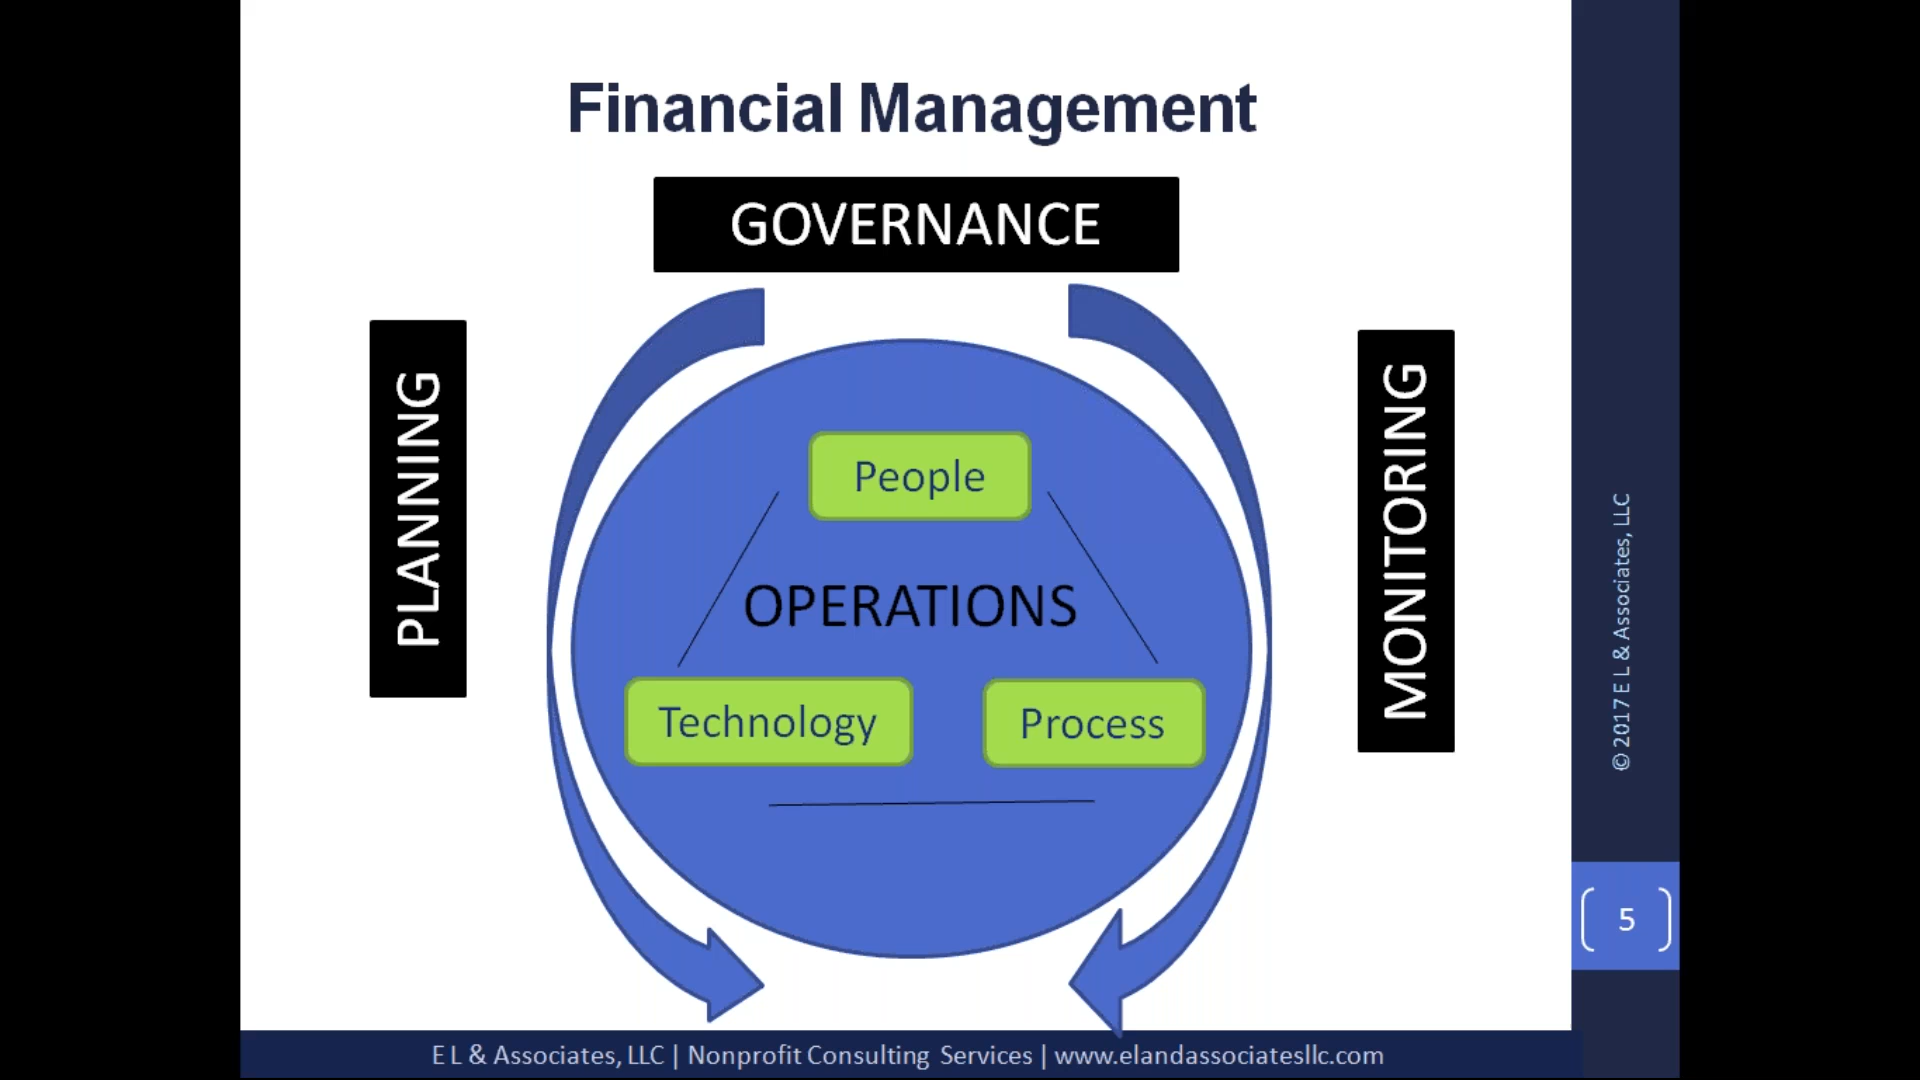 Financial Management
GOVERNANCE
PLANNING
MONITORING
People
OPERATIONS
Technology
Process
© 2017 E L & Associates, LLC
5
E L & Associates, LLC | Nonprofit Consulting Services | www.elandassociatesllc.com